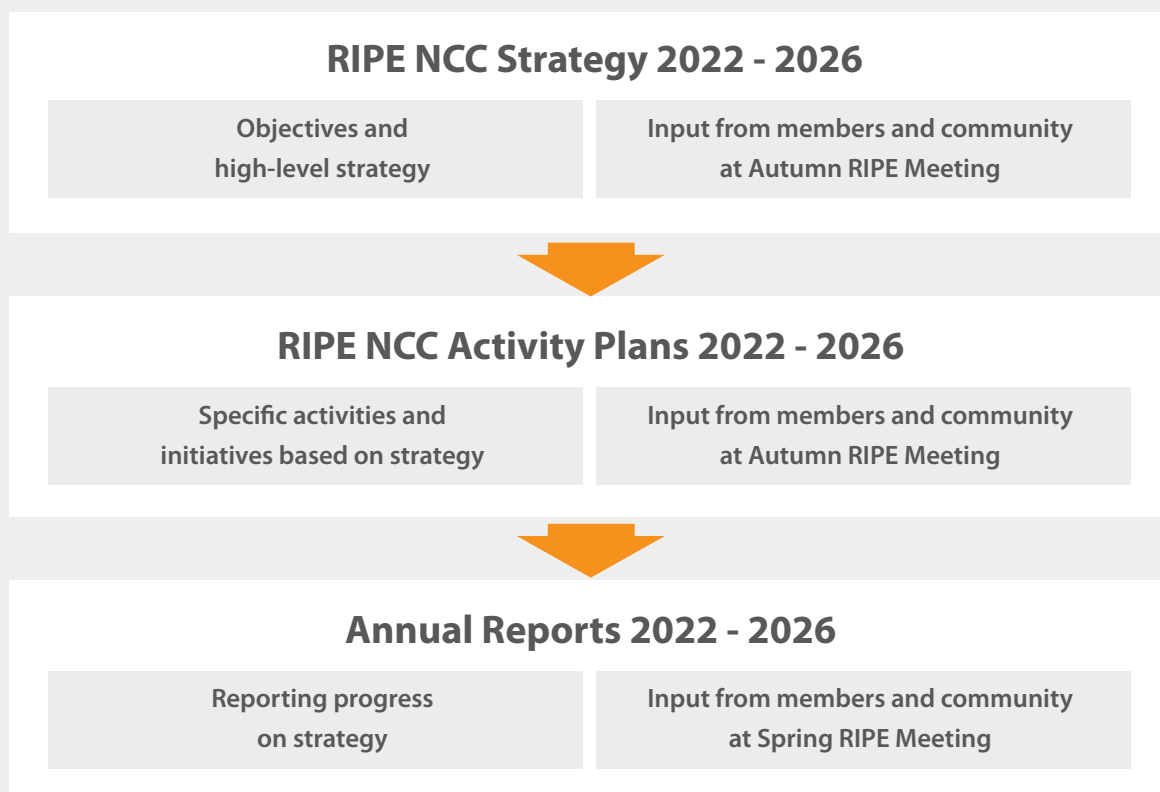 RIPE NCC Strategy 2022 - 2026
Objectives and
high-level strategy
Input from members and community
at Autumn RIPE Meeting
RIPE NCC Activity Plans 2022 - 2026
Specific activities and
initiatives based on strategy
Input from members and community
at Autumn RIPE Meeting
Annual Reports 2022 - 2026
Reporting progress
on strategy
Input from members and community
at Spring RIPE Meeting